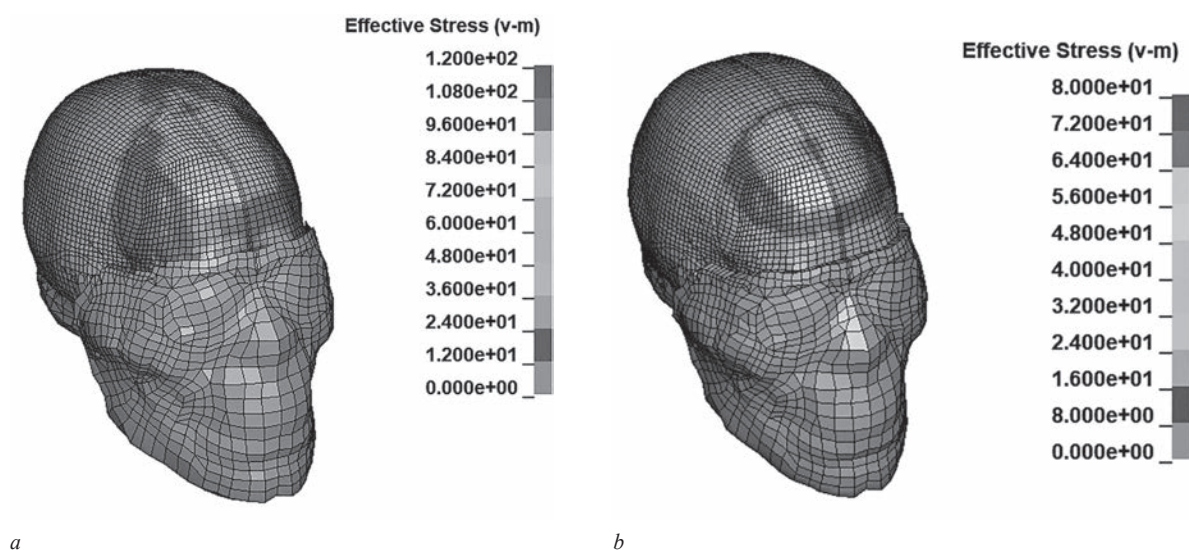 Effective Stress (v-m)
1.200e+02
1.080e+02
9.600e+01
8.400e+01
7.200e+01
6.000e+01
4.800e+01
3.600e+01
2.400e+01
1.200e+01
0.000e+00
a
Effective Stress (v-m)
8.000e+01
7.200e+01
6.400e+01
5.600e+01
4.800e+01
4.000e+01
3.200e+01
2.400e+01
1.600e+01
8.000e+00
0.000e+00
b